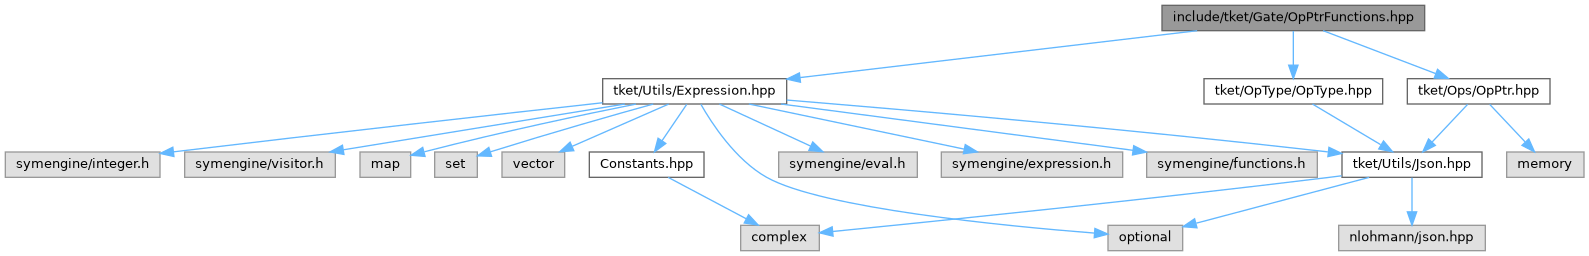 include/tket/Gate/OpPtrFunctions.hpp
tket/Utils/Expression.hpp
tket/OpType/OpType.hpp
tket/Ops/OpPtr.hpp
symengine/integer.h
symengine/visitor.h
map
set
vector
Constants.hpp
symengine/eval.h
symengine/expression.h
symengine/functions.h
tket/Utils/Json.hpp
memory
complex
optional
nlohmann/json.hpp